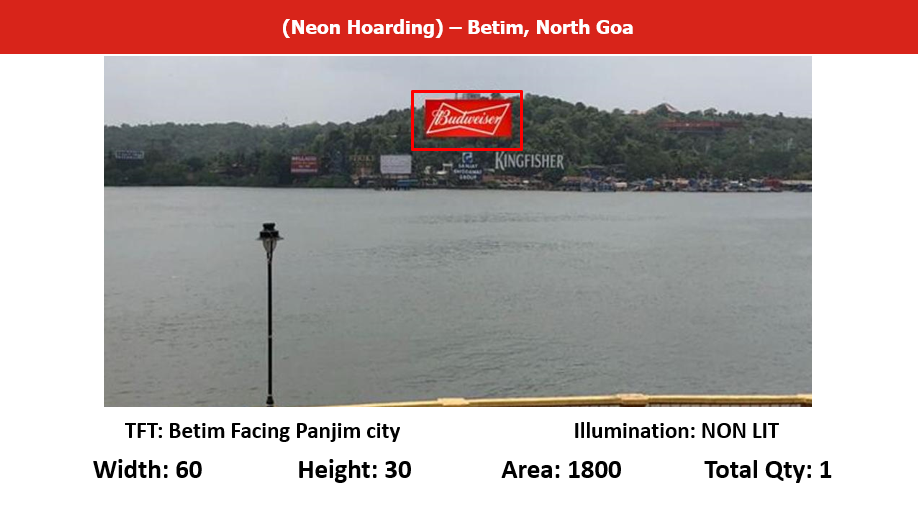 (Neon Hoarding) – Betim, North Goa
Budweiser
KINGFISHER
TFT: Betim Facing Panjim city
Illumination: NON LIT
Width: 60 Height: 30 Area: 1800 Total Qty: 1